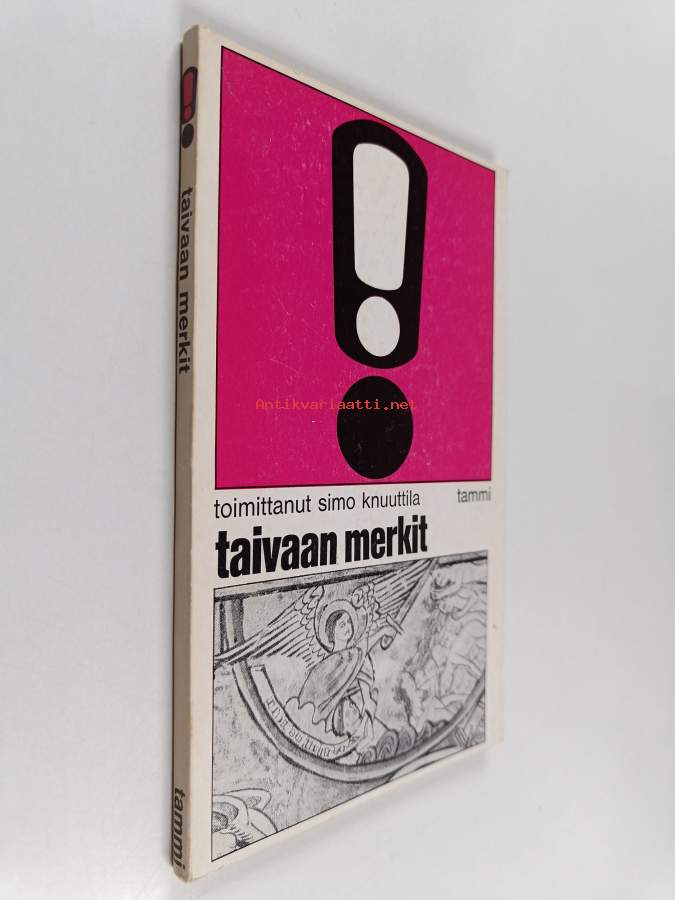 taivaan merkit
tammi
Antikvariaatti.net
toimittanut simo knuuttila
tammi
taivaan merkit